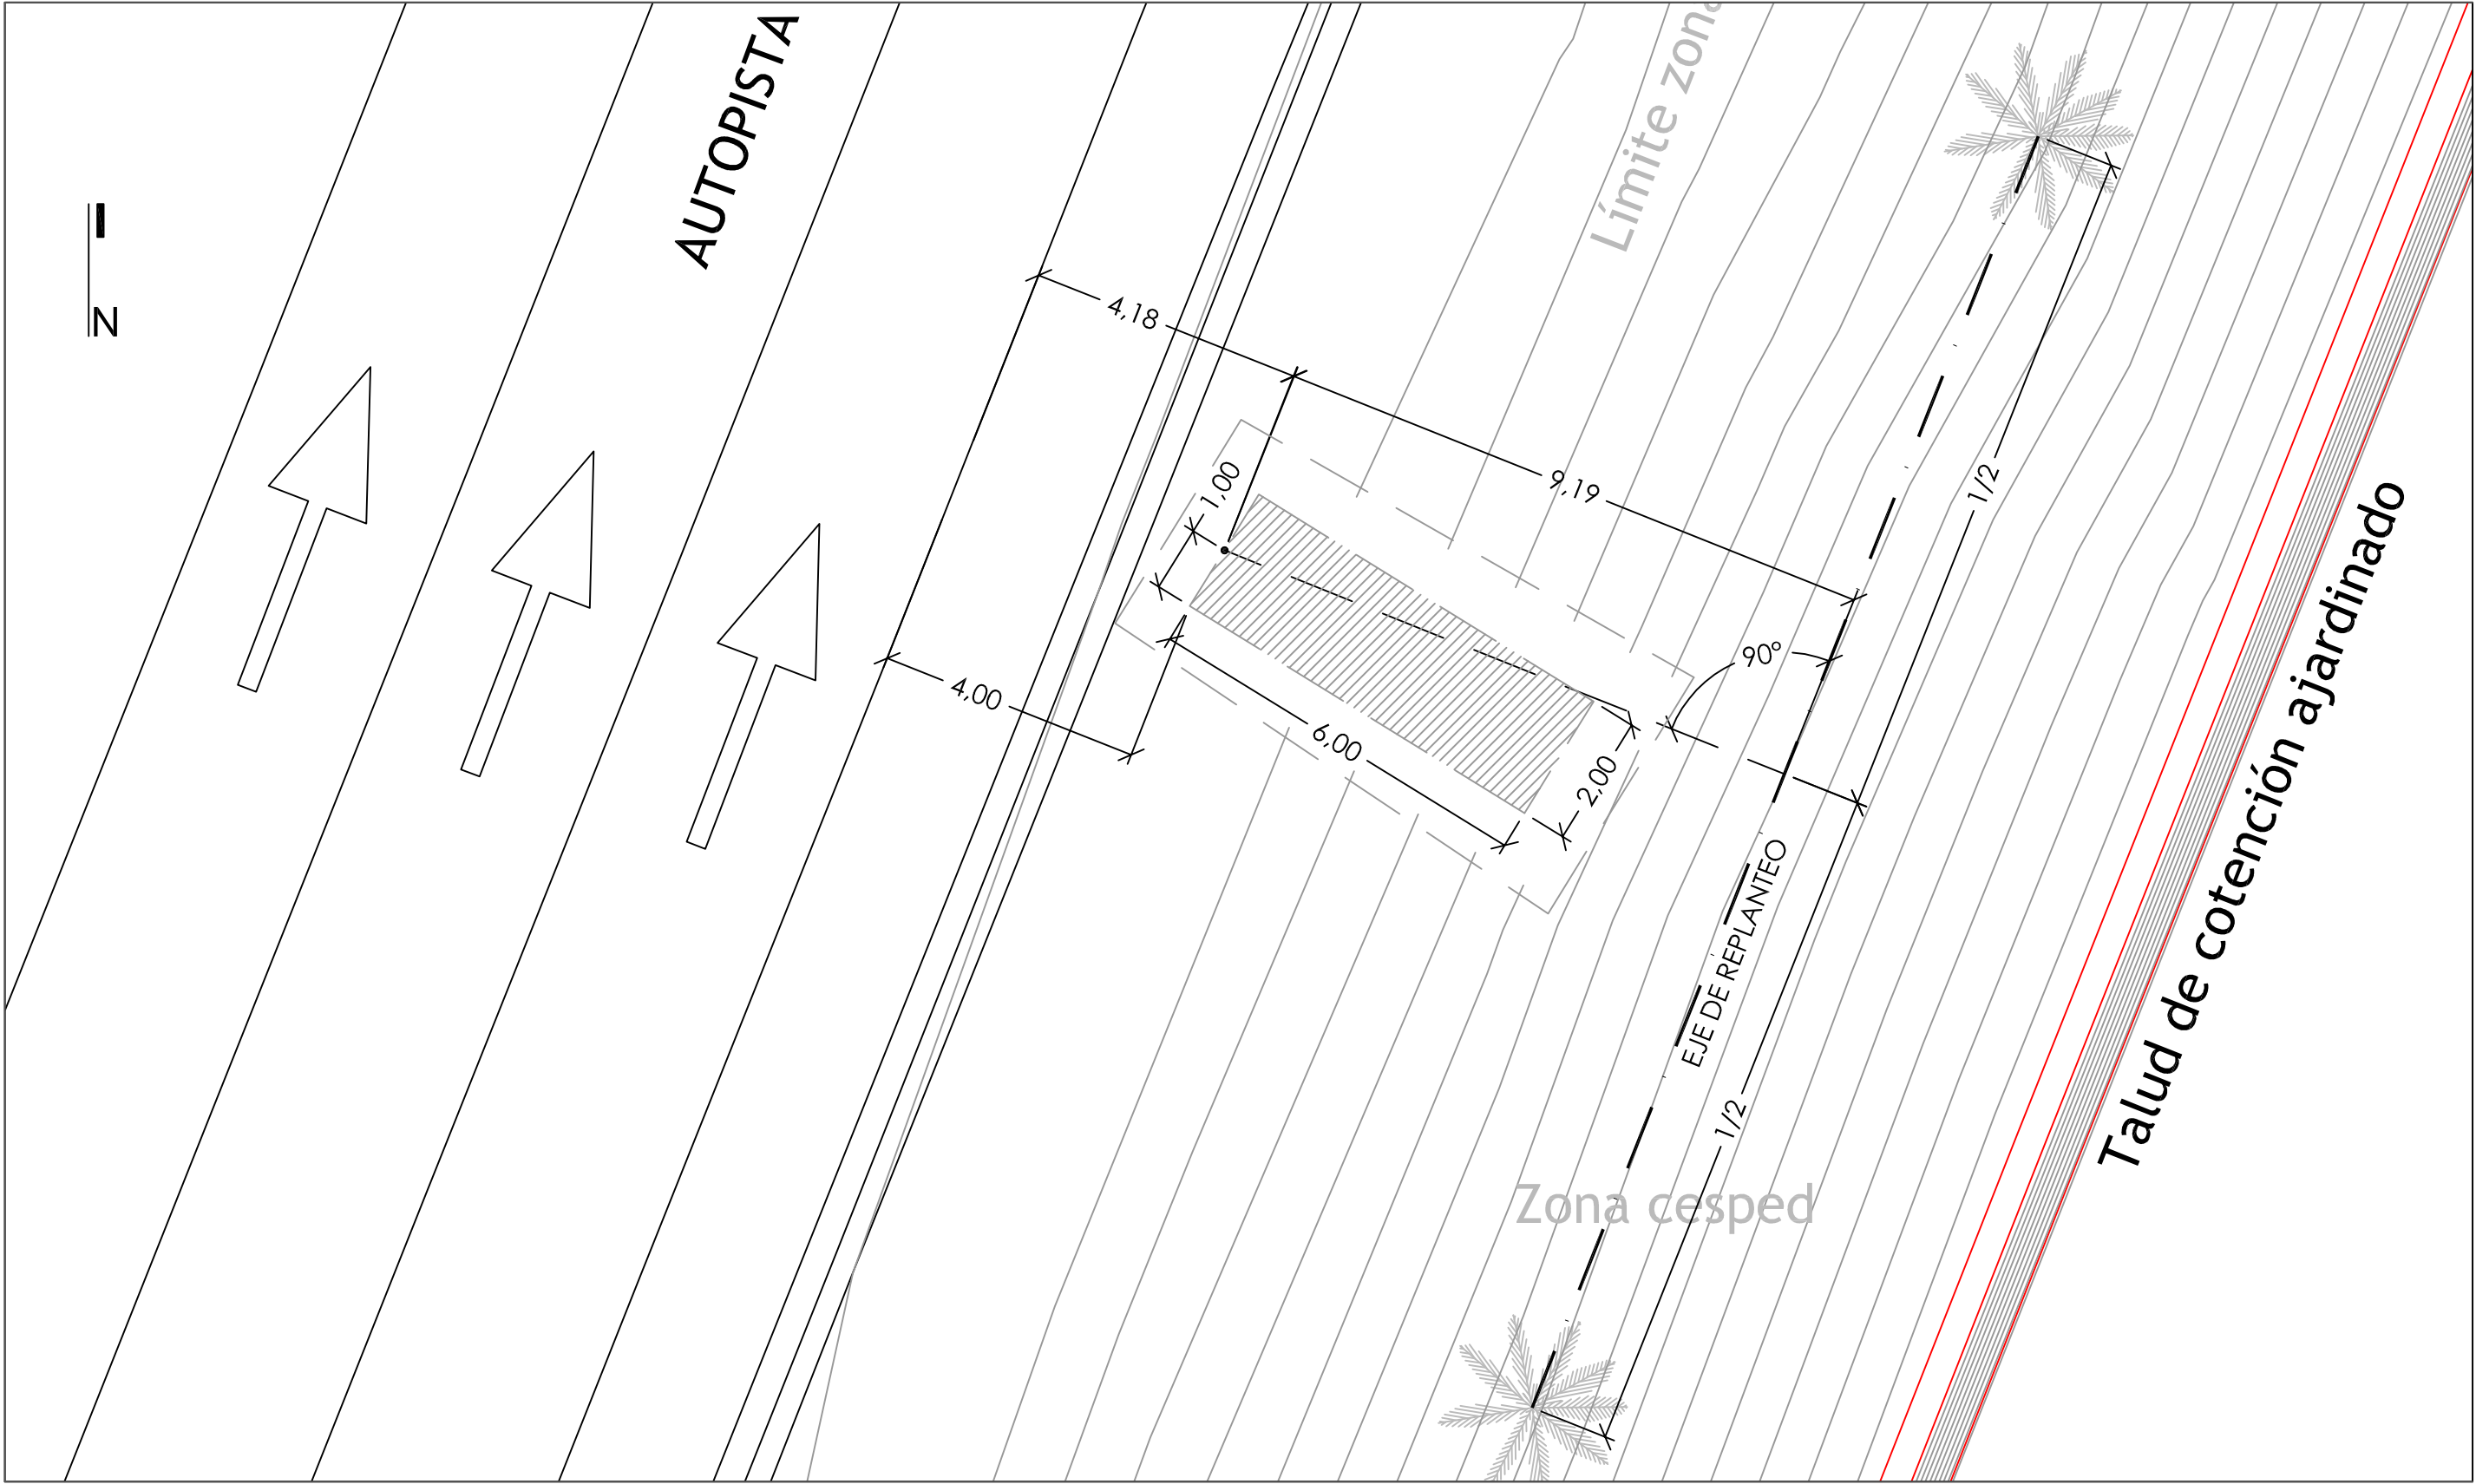 AUTOPISTA
Límite zona
N
4,18
1,00
9,19
1/2
90º
4,00
6,00
2,00
EJE DE REPLANTEO
1/2
Zona cesped
Talud de cotención ajardinado